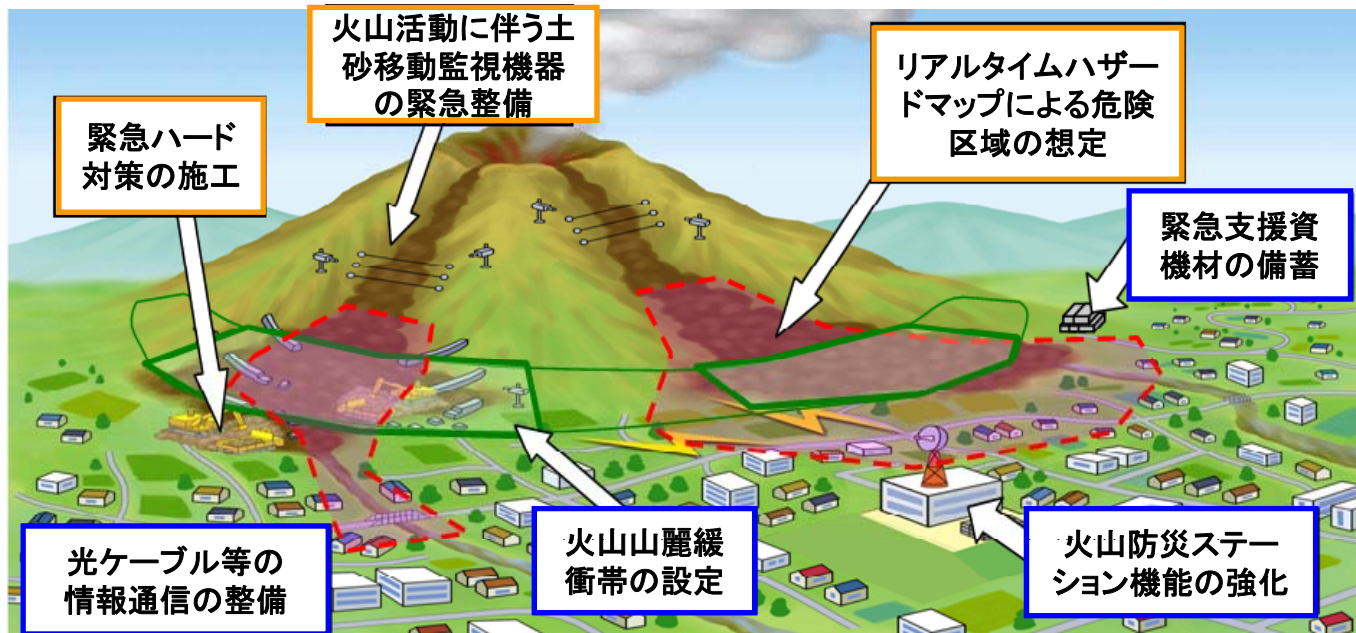 火山活動に伴う土
砂移動監視機器
の緊急整備
リアルタイムハザー
ドマップによる危険
区域の想定
緊急ハード
対策の施工
緊急支援資
機材の備蓄
光ケーブル等の
情報通信の整備
火山山麓緩
衝帯の設定
火山防災ステー
ション機能の強化